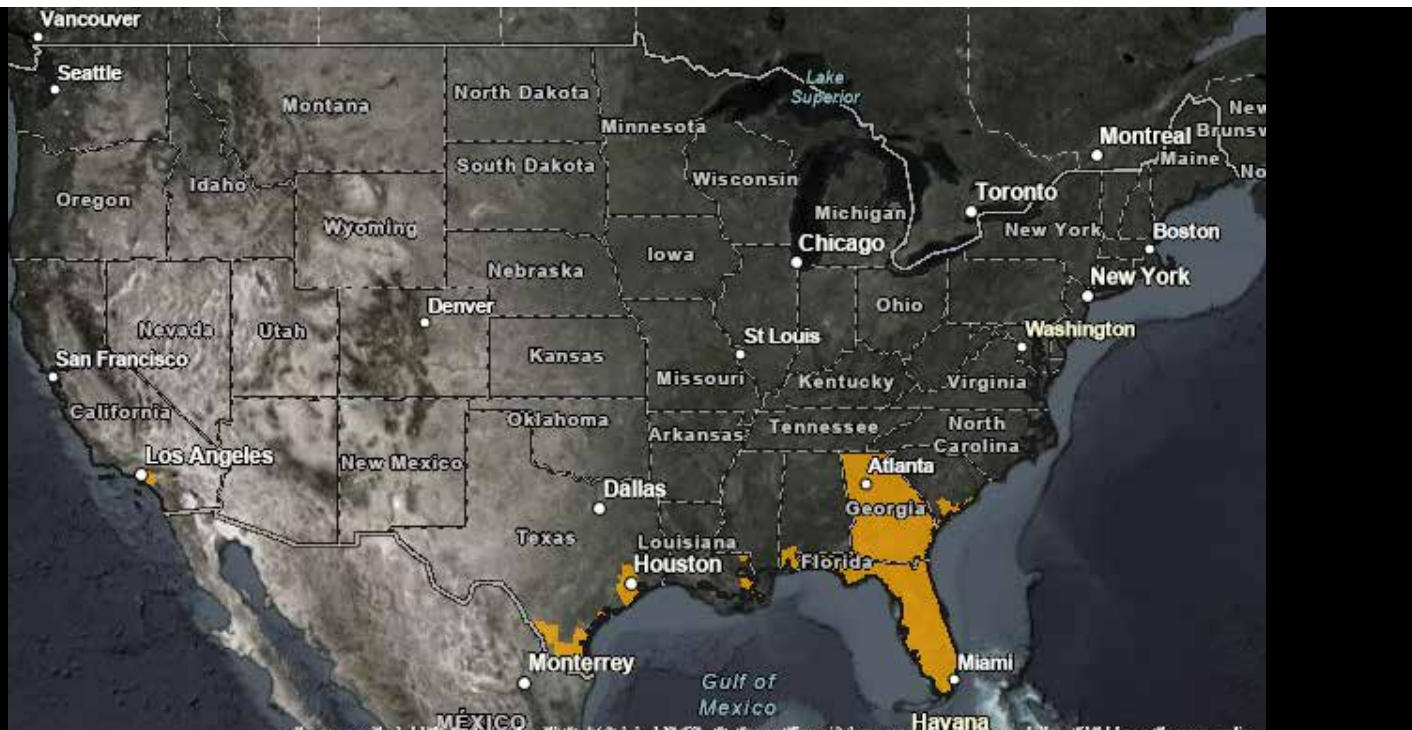 Vancouver
Seattle
Montana
North Dakota
Minnesota
Lake
Superior
Montreal
New
Brunsw
Maine
No
Oregon
Idaho
South Dakota
Wisconsin
Michigan
Toronto
New York
Boston
Wyoming
Iowa
Chicago
Nebraska
Ohio
New York
Denver
Nevada
Utah
St Louis
Washington
San Francisco
Kansas
Missouri
Kentucky
Virginia
California
Oklahoma
Arkansas
Tennessee
North
Carolina
Los Angeles
New Mexico
Atlanta
Dallas
Georgia
Texas
Louisiana
Houston
Florida
Monterrey
Miami
Gulf of
Mexico
MÉXICO
Havana